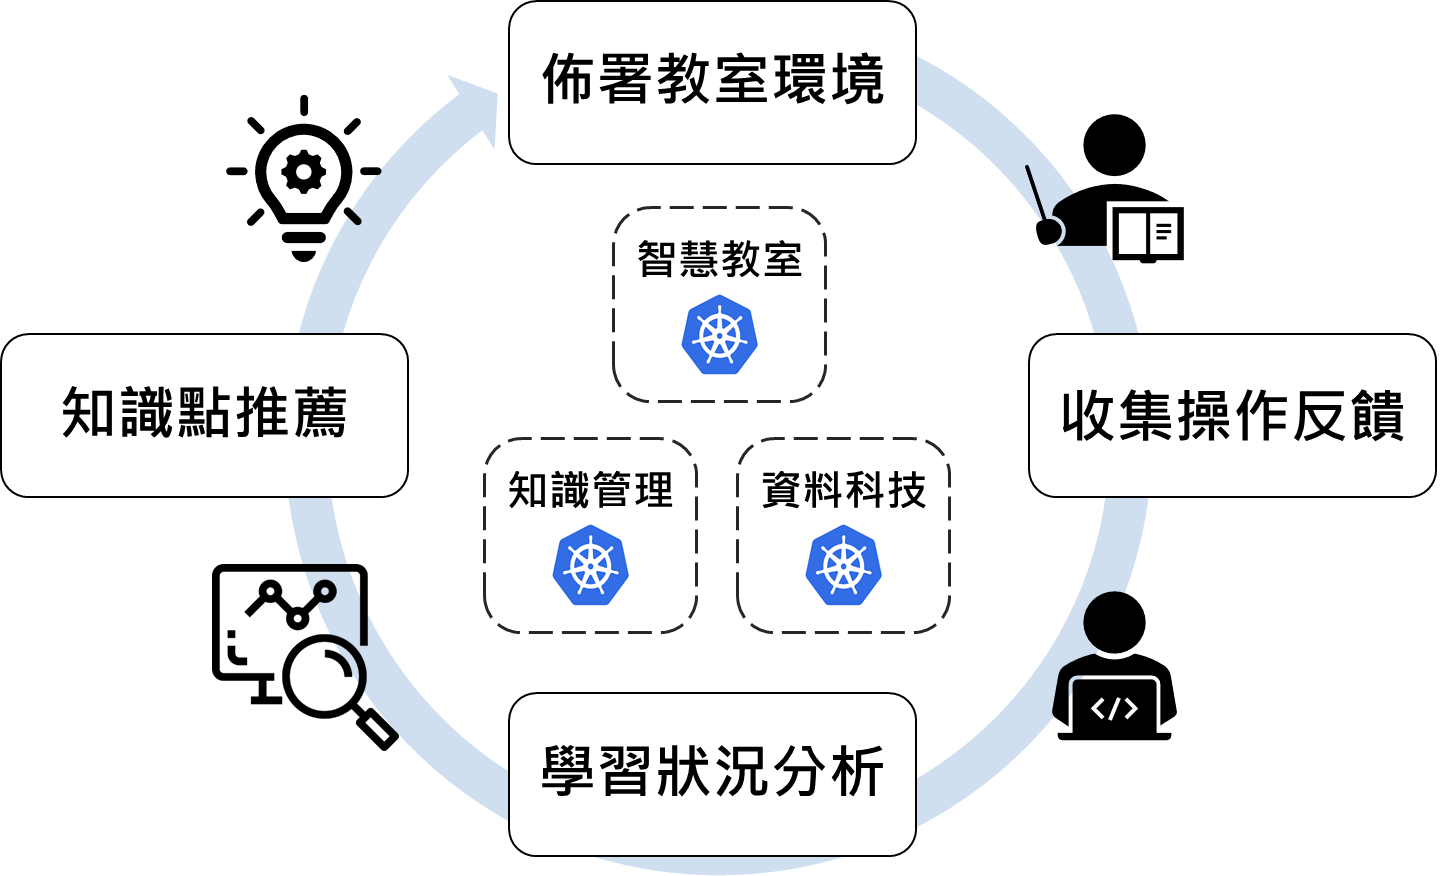 佈署教室環境
智慧教室
知識點推薦
收集操作反饋
知識管理
資料科技
</>
學習狀況分析